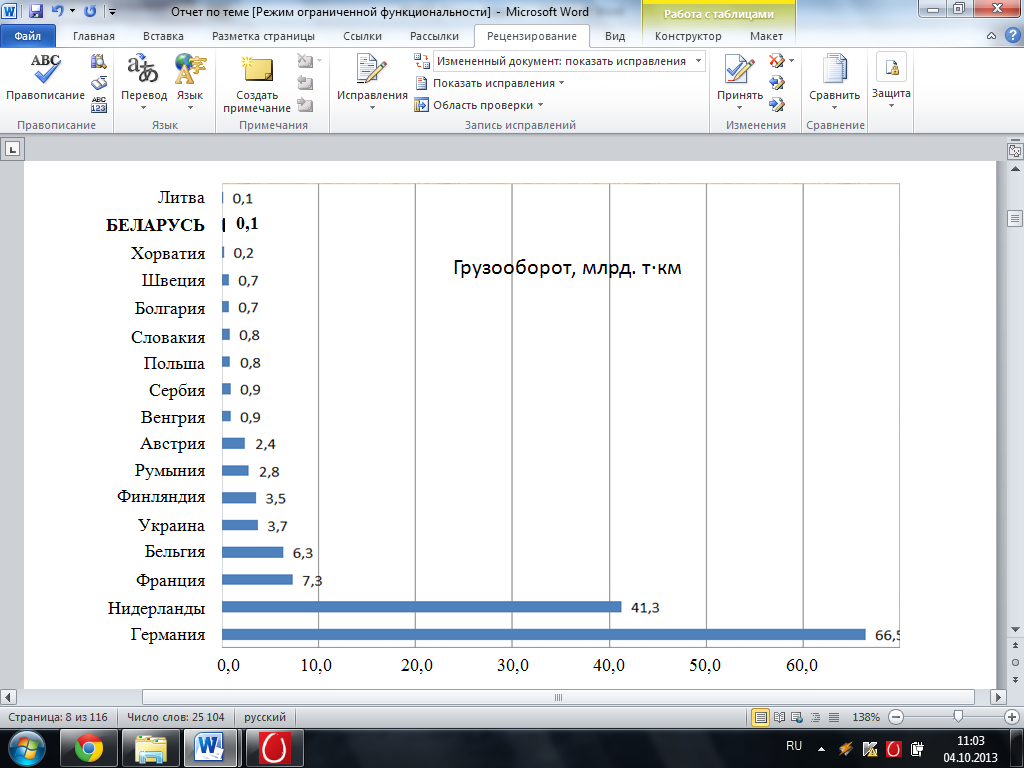 Отчет по теме [Режим ограниченной функциональности] - Microsoft Word
Работа с таблицами
Файл Главная Вставка Разметка страницы Ссылки Рассылки Рецензирование Вид Конструктор Макет
ABC
Правописание
ABC
123
Правописание
Перевод
Язык
Язык
Создать примечание
Примечания
Исправления
Измененный документ: показать исправления
Показать исправления
Область проверки
Запись исправлений
Принять
Изменения
Сравнить
Сравнение
Защита
Литва 0,1
БЕЛАРУСЬ 0,1
Хорватия 0,2
Грузооборот, млрд. т·км
Швеция 0,7
Болгария 0,7
Словакия 0,8
Польша 0,8
Сербия 0,9
Венгрия 0,9
Австрия 2,4
Румыния 2,8
Финляндия 3,5
Украина 3,7
Бельгия 6,3
Франция 7,3
Нидерланды 41,3
Германия 66,5
0,0 10,0 20,0 30,0 40,0 50,0 60,0
Страница: 8 из 116 Число слов: 25 104 русский 138%
RU 11:03
04.10.2013